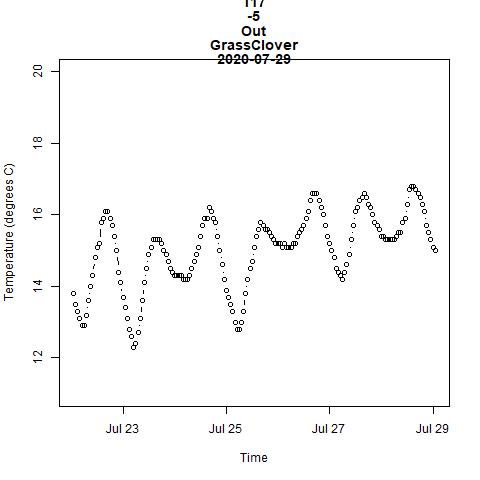 T17
-5
Out
GrassClover
2020-07-29
Temperature (degrees C)
20
18
16
14
12
Jul 23
Jul 25
Jul 27
Jul 29
Time